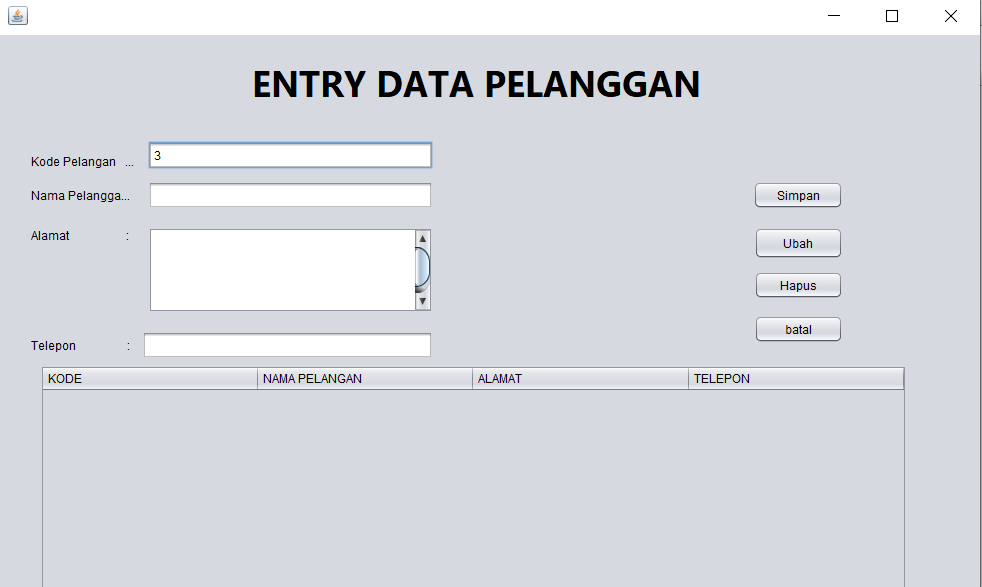 ENTRY DATA PELANGGAN
Kode Pelangan ...
3
Nama Pelangga...
Simpan
Alamat :
Ubah
Hapus
batal
Telepon :
KODE NAMA PELANGAN ALAMAT TELEPON